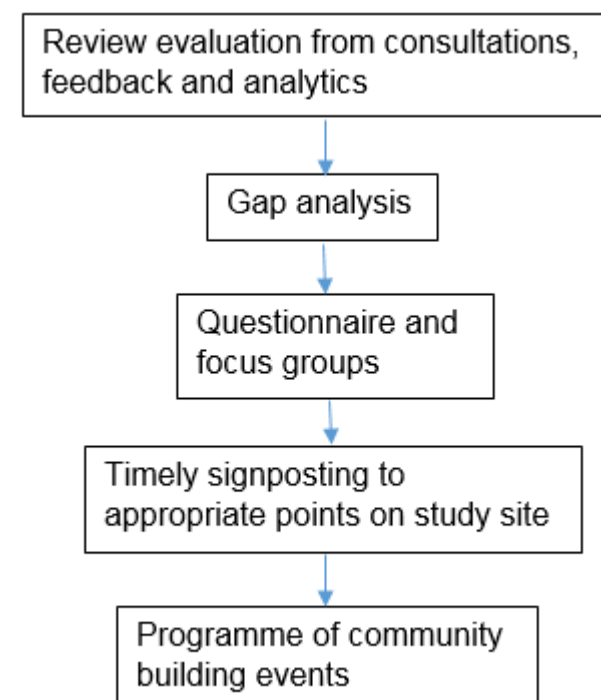 Review evaluation from consultations,
feedback and analytics
Gap analysis
Questionnaire and
focus groups
Timely signposting to
appropriate points on study site
Programme of community
building events